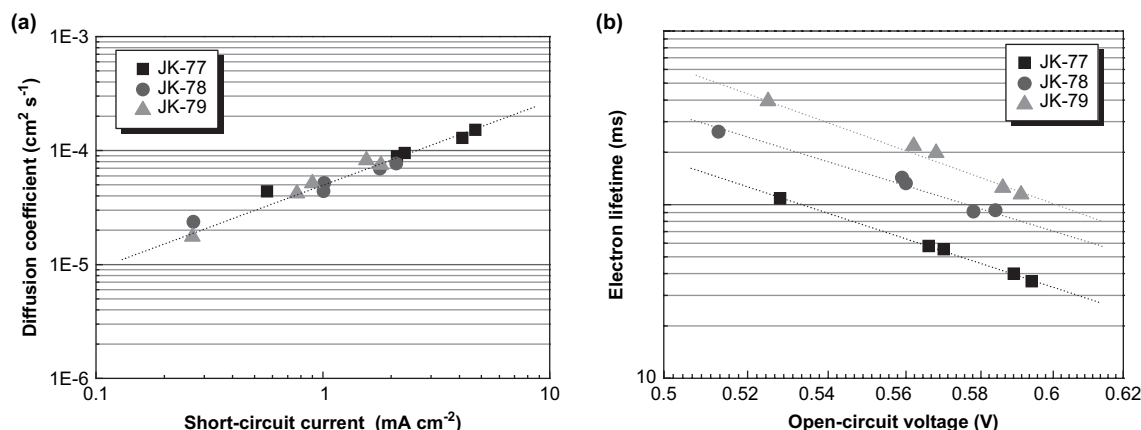 (a)
1E-3
JK-77
JK-78
JK-79
1E-4
1E-5
1E-6
0.1
1
10
Diffusion coefficient (cm² s⁻¹)
Short-circuit current (mA cm⁻²)
(b)
JK-77
JK-78
JK-79
10
0.5
0.52
0.54
0.56
0.58
0.6
0.62
Electron lifetime (ms)
Open-circuit voltage (V)